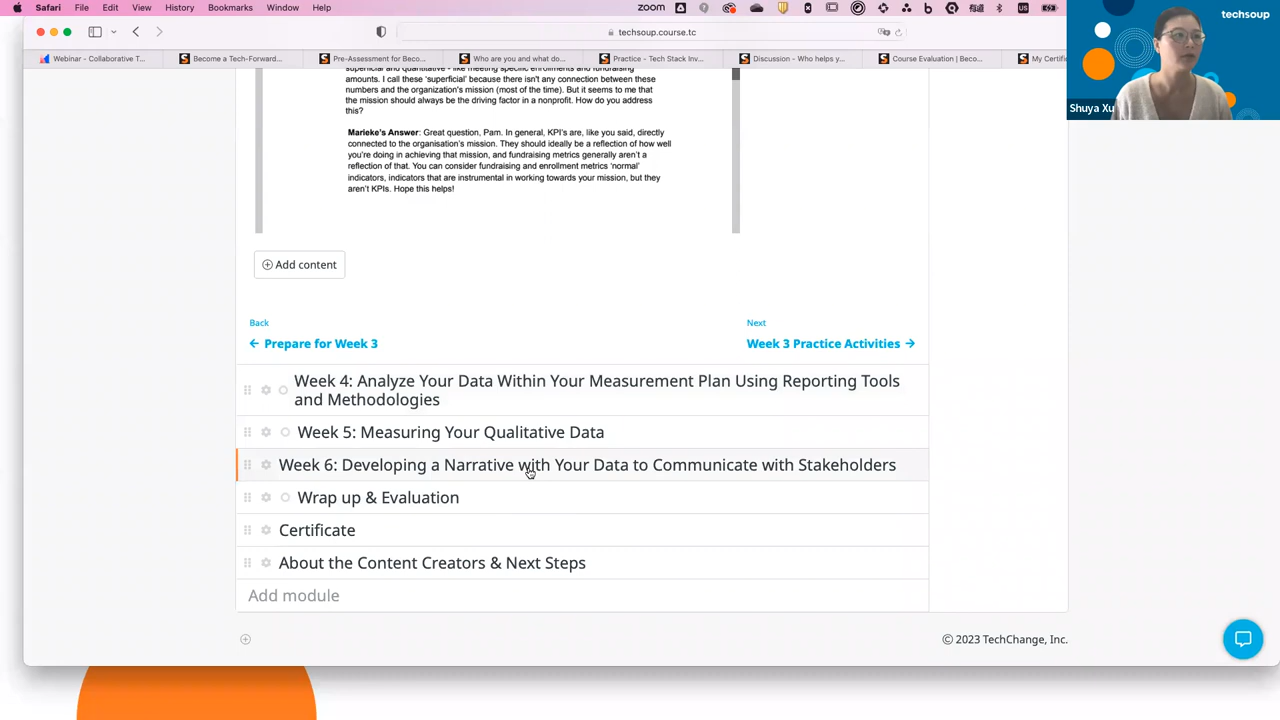 Safari File Edit View History Bookmarks Window Help zoom US
techsoup
techsoup.course.tc
Webinar - Collaborative T... Become a Tech-Forward... Pre-Assessment for Beco... Who are you and what do... Practice - Tech Stack Inv... Discussion - Who helps y... Course Evaluation | Beco... My Certifi
Shuya Xu
superficial and quantitative - like meeting specific enrollments and fundraising
amounts. I call these 'superficial' because there isn't any connection between these
numbers and the organization's mission (most of the time). But it seems to me that
the mission should always be the driving factor in a nonprofit. How do you address
this?
Marieke's Answer: Great question, Pam. In general, KPI's are, like you said, directly
connected to the organisation's mission. They should ideally be a reflection of how well
you're doing in achieving that mission, and fundraising metrics generally aren't a
reflection of that. You can consider fundraising and enrollment metrics 'normal'
indicators, indicators that are instrumental in working towards your mission, but they
aren't KPIs. Hope this helps!
Add content
Back
Next
← Prepare for Week 3
Week 3 Practice Activities →
Week 4: Analyze Your Data Within Your Measurement Plan Using Reporting Tools
and Methodologies
Week 5: Measuring Your Qualitative Data
Week 6: Developing a Narrative with Your Data to Communicate with Stakeholders
Wrap up & Evaluation
Certificate
About the Content Creators & Next Steps
Add module
© 2023 TechChange, Inc.